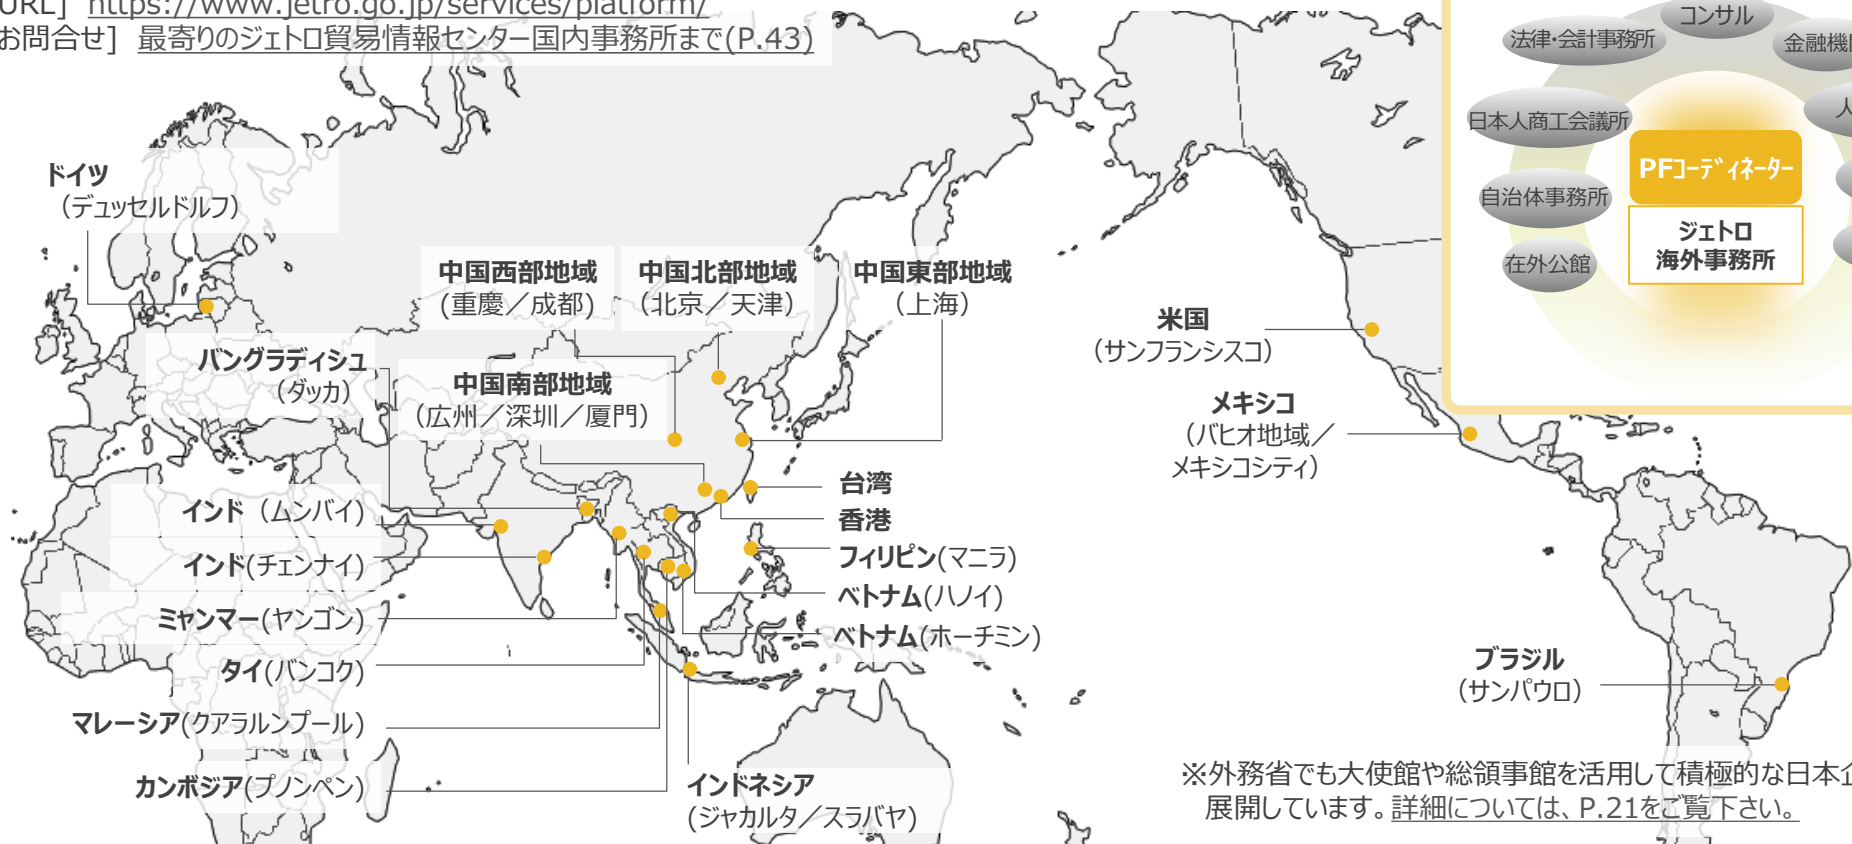 URL] https://www.jetro.go.jp/services/platform/
お問合せ] 最寄りのジェトロ貿易情報センター国内事務所まで(P.43)
コンサル
法律・会計事務所
金融機
日本人商工会議所
人
PFコーディネーター
自治体事務所
ジェトロ
海外事務所
在外公館
ドイツ
（デュッセルドルフ）
中国西部地域
（重慶／成都）
中国北部地域
（北京／天津）
中国東部地域
（上海）
米国
（サンフランシスコ）
バングラディシュ
（ダッカ）
中国南部地域
（広州／深圳／厦門）
メキシコ
（バヒオ地域／
メキシコシティ）
台湾
香港
フィリピン(マニラ)
ベトナム(ハノイ)
ベトナム(ホーチミン)
インド（ムンバイ）
インド(チェンナイ)
ミャンマー(ヤンゴン)
タイ(バンコク)
マレーシア(クアラルンプール)
カンボジア(プノンペン)
インドネシア
（ジャカルタ／スラバヤ）
ブラジル
（サンパウロ）
※外務省でも大使館や総領事館を活用して積極的な日本企
展開しています。詳細については、P.21をご覧下さい。